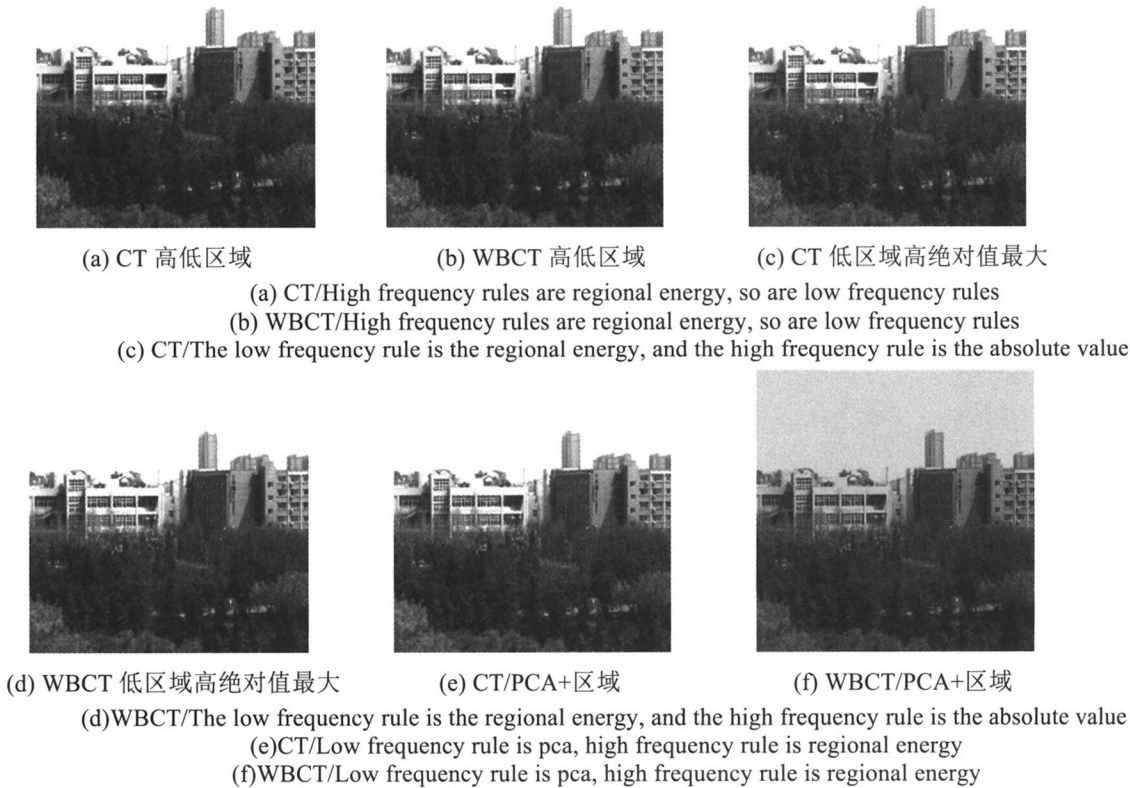 (a) CT 高低区域
(b) WBCT 高低区域
(c) CT 低区域高绝对值最大
(a) CT/High frequency rules are regional energy, so are low frequency rules
(b) WBCT/High frequency rules are regional energy, so are low frequency rules
(c) CT/The low frequency rule is the regional energy, and the high frequency rule is the absolute value
(d) WBCT 低区域高绝对值最大
(e) CT/PCA+区域
(f) WBCT/PCA+区域
(d)WBCT/The low frequency rule is the regional energy, and the high frequency rule is the absolute value
(e)CT/Low frequency rule is pca, high frequency rule is regional energy
(f)WBCT/Low frequency rule is pca, high frequency rule is regional energy